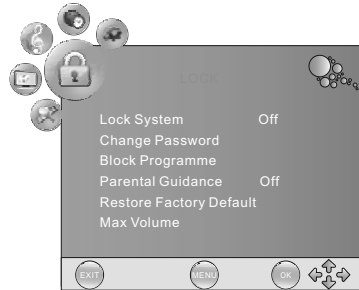 LOCK
Lock System Off
Change Password
Block Programme
Parental Guidance Off
Restore Factory Default
Max Volume
EXIT MENU OK